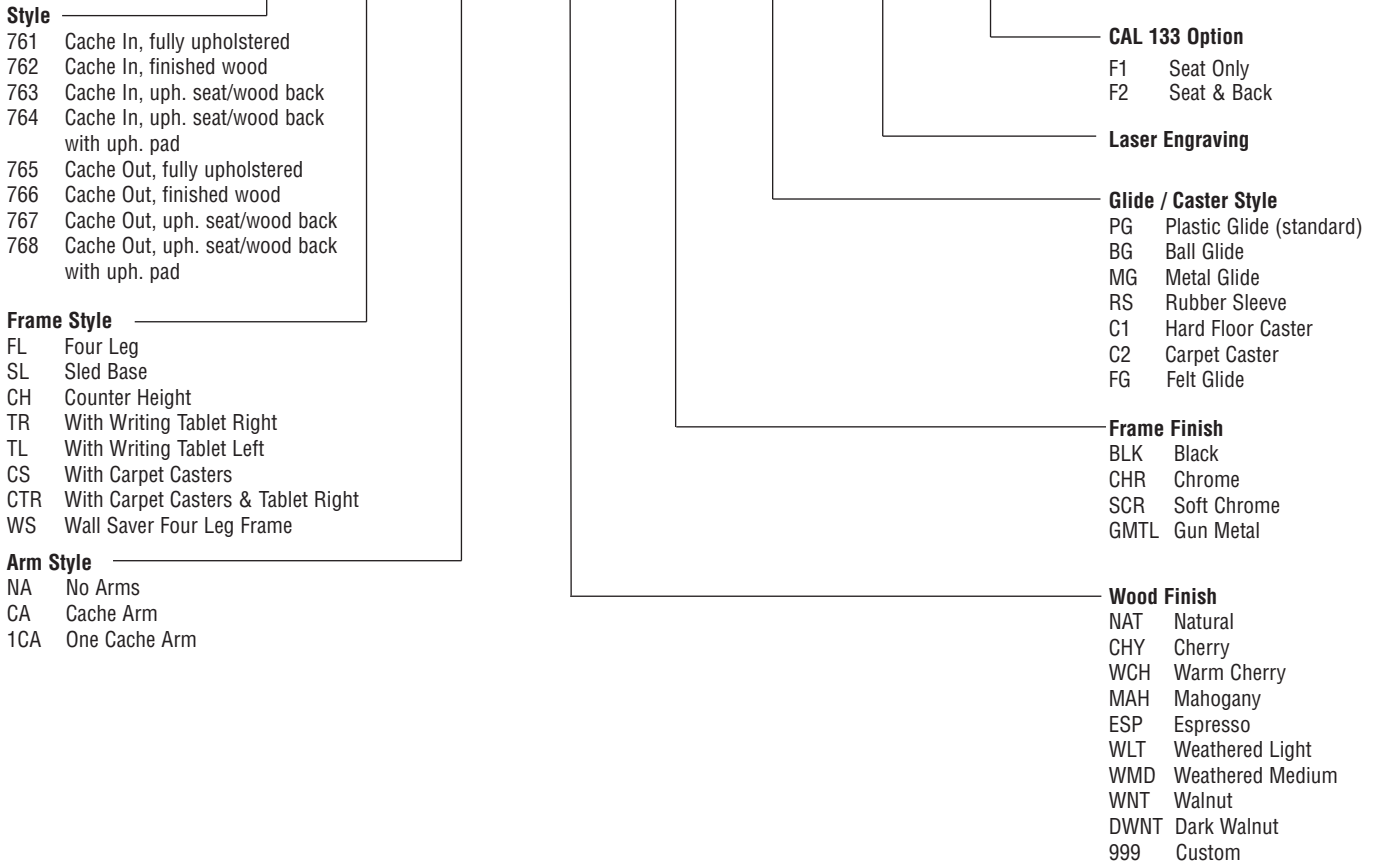 Style
761 Cache In, fully upholstered
762 Cache In, finished wood
763 Cache In, uph. seat/wood back
764 Cache In, uph. seat/wood back
with uph. pad
765 Cache Out, fully upholstered
766 Cache Out, finished wood
767 Cache Out, uph. seat/wood back
768 Cache Out, uph. seat/wood back
with uph. pad
Frame Style
FL Four Leg
SL Sled Base
CH Counter Height
TR With Writing Tablet Right
TL With Writing Tablet Left
CS With Carpet Casters
CTR With Carpet Casters & Tablet Right
WS Wall Saver Four Leg Frame
Arm Style
NA No Arms
CA Cache Arm
1CA One Cache Arm
CAL 133 Option
F1 Seat Only
F2 Seat & Back
Laser Engraving
Glide / Caster Style
PG Plastic Glide (standard)
BG Ball Glide
MG Metal Glide
RS Rubber Sleeve
C1 Hard Floor Caster
C2 Carpet Caster
FG Felt Glide
Frame Finish
BLK Black
CHR Chrome
SCR Soft Chrome
GMTL Gun Metal
Wood Finish
NAT Natural
CHY Cherry
WCH Warm Cherry
MAH Mahogany
ESP Espresso
WLT Weathered Light
WMD Weathered Medium
WNT Walnut
DWNT Dark Walnut
999 Custom